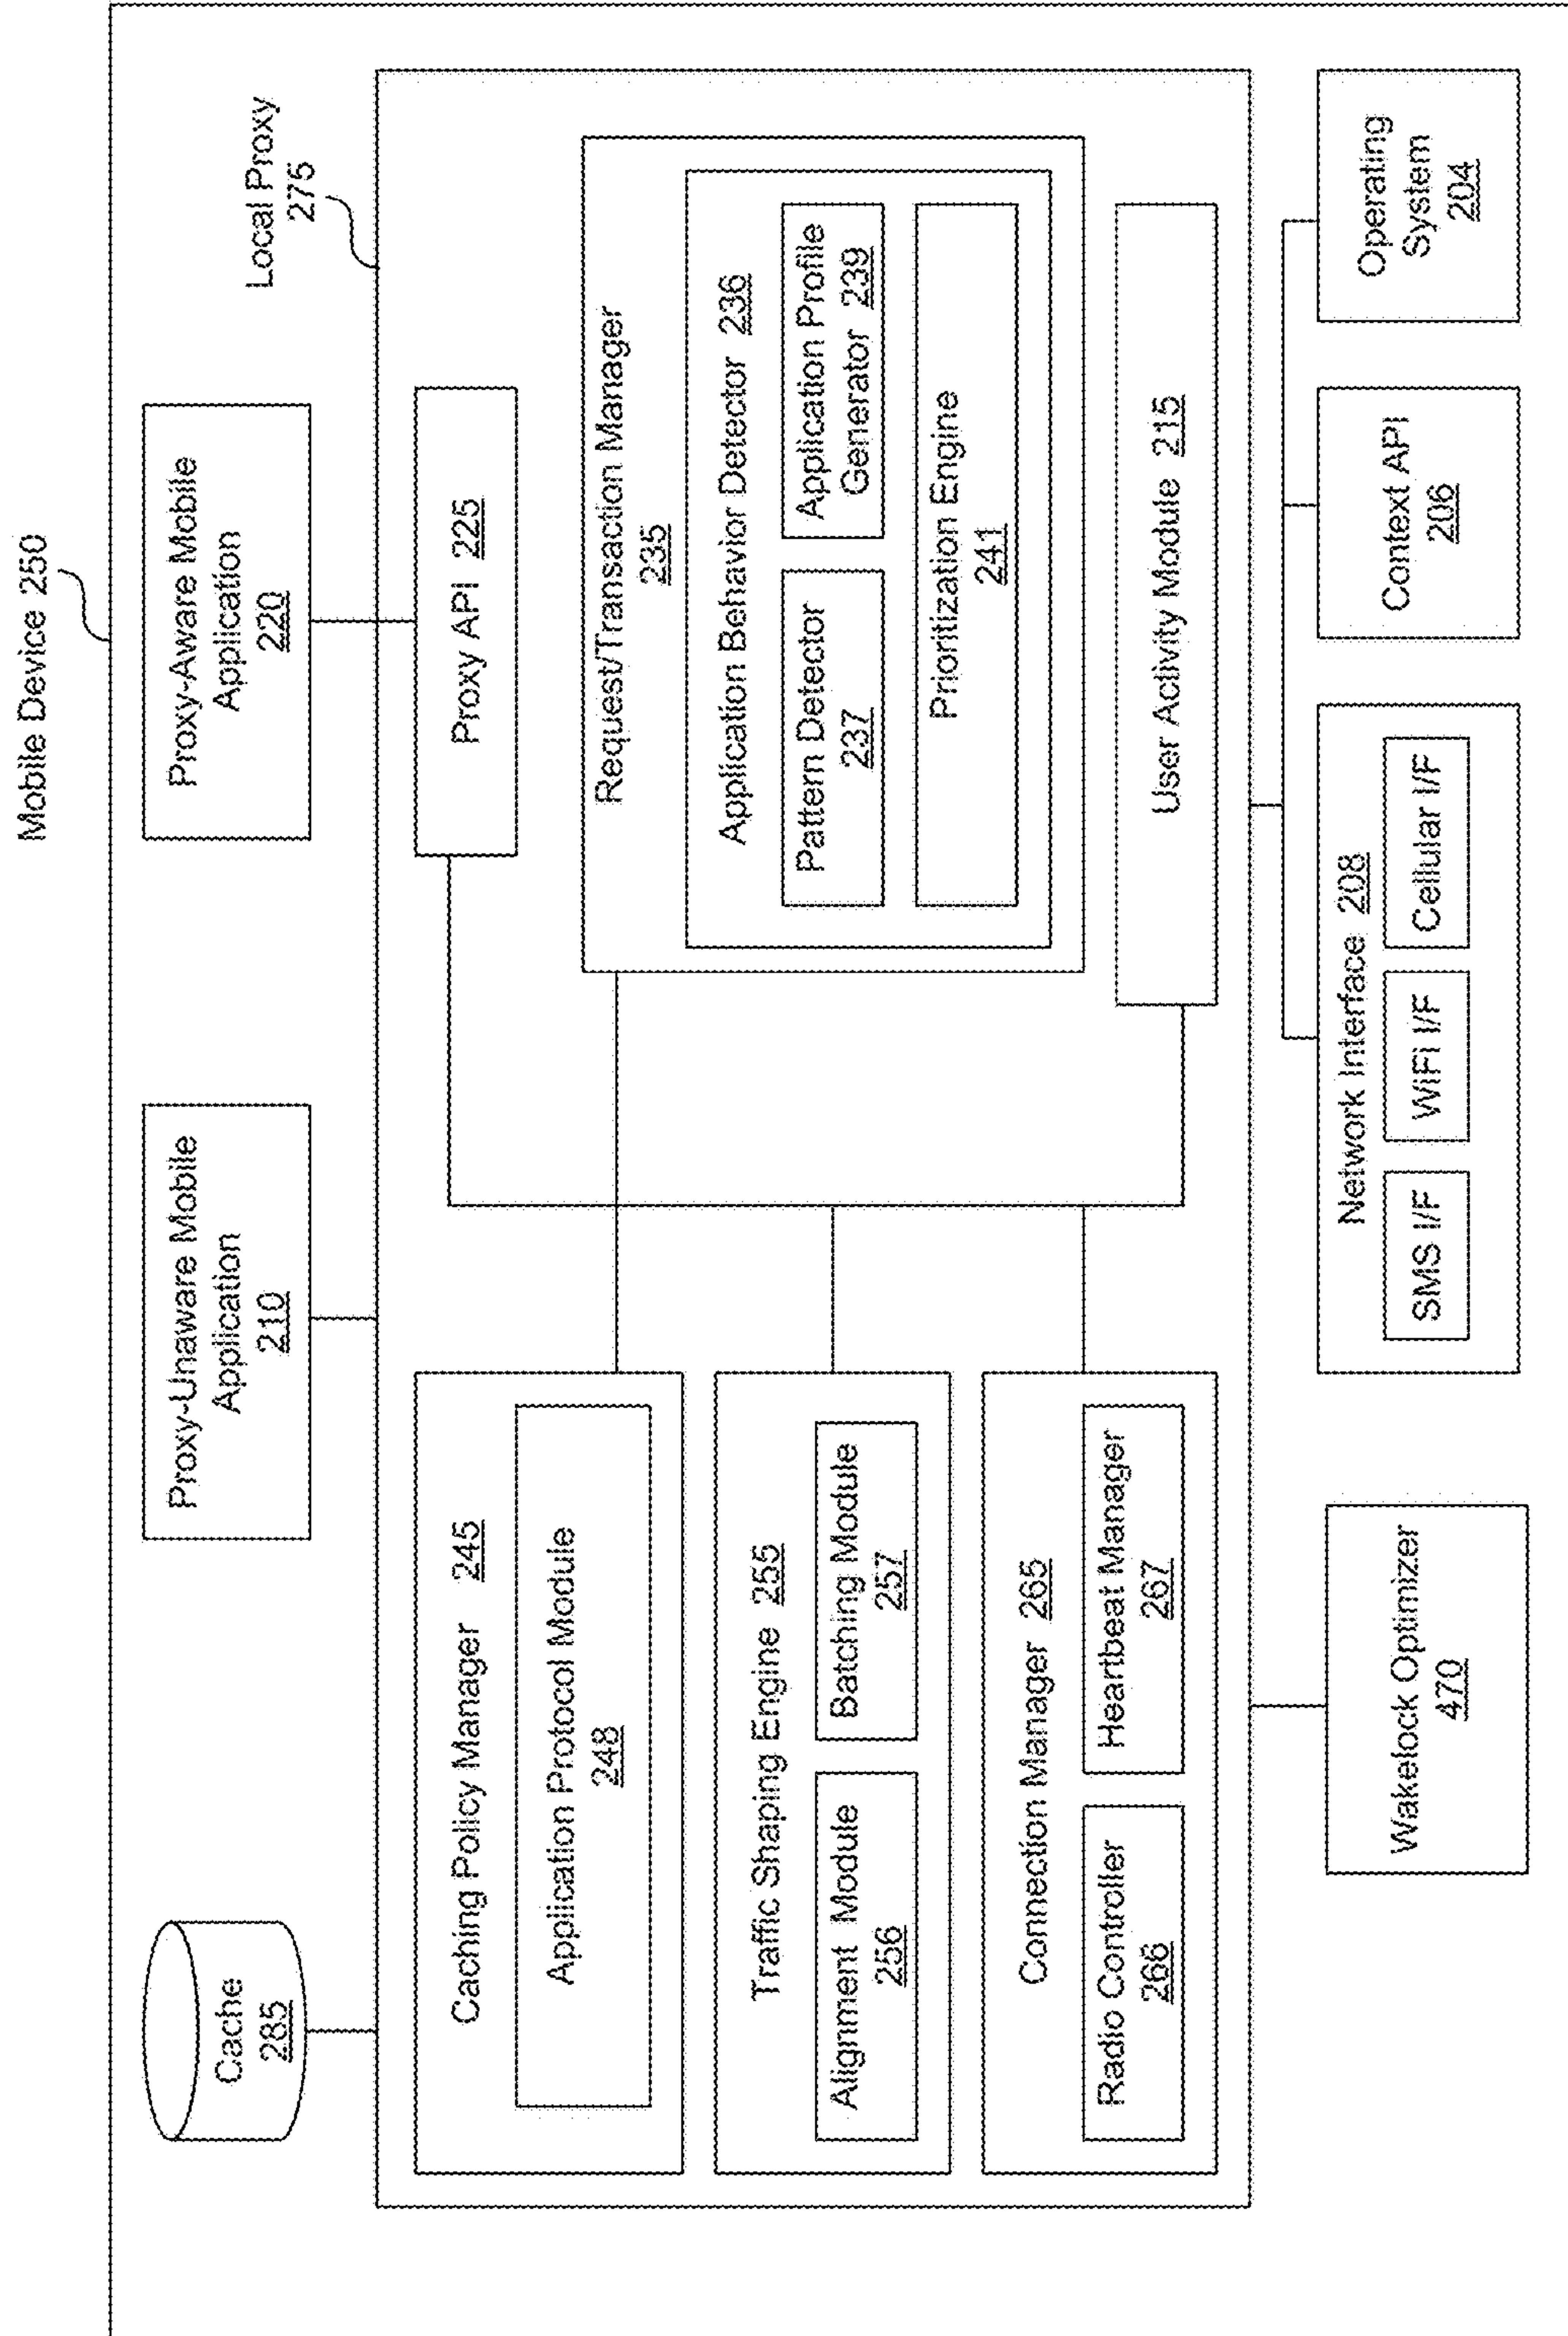 Mobile Device 250
Cache
285
Proxy-Unaware Mobile
Application
210
Proxy-Aware Mobile
Application
220
Local Proxy
275
Caching Policy Manager 245
Application Protocol Module
248
Traffic Shaping Engine 255
Alignment Module
256
Batching Module
257
Connection Manager 265
Radio Controller
266
Heartbeat Manager
267
Proxy API 225
Request/Transaction Manager
235
Application Behavior Detector 236
Pattern Detector
237
Application Profile
Generator 239
Prioritization Engine
241
User Activity Module 215
Wakelock Optimizer
470
Network Interface 208
SMS I/F
WiFi I/F
Cellular I/F
Context API
206
Operating
System
204